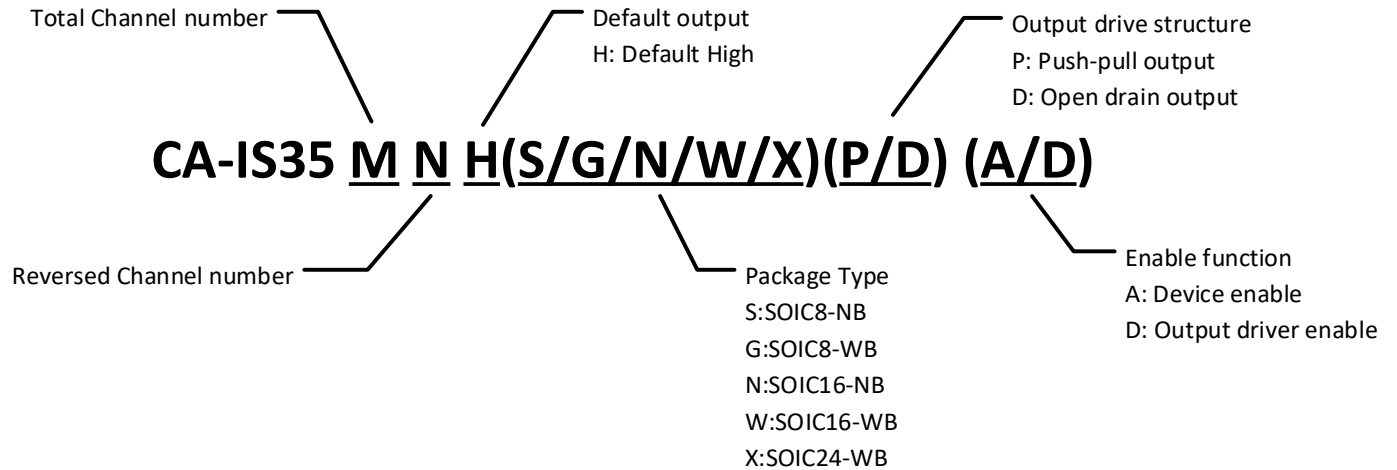 Total Channel number
Default output
H: Default High
Output drive structure
P: Push-pull output
D: Open drain output
CA-IS35 M N H(S/G/N/W/X)(P/D) (A/D)
Reversed Channel number
Package Type
S:SOIC8-NB
G:SOIC8-WB
N:SOIC16-NB
W:SOIC16-WB
X:SOIC24-WB
Enable function
A: Device enable
D: Output driver enable